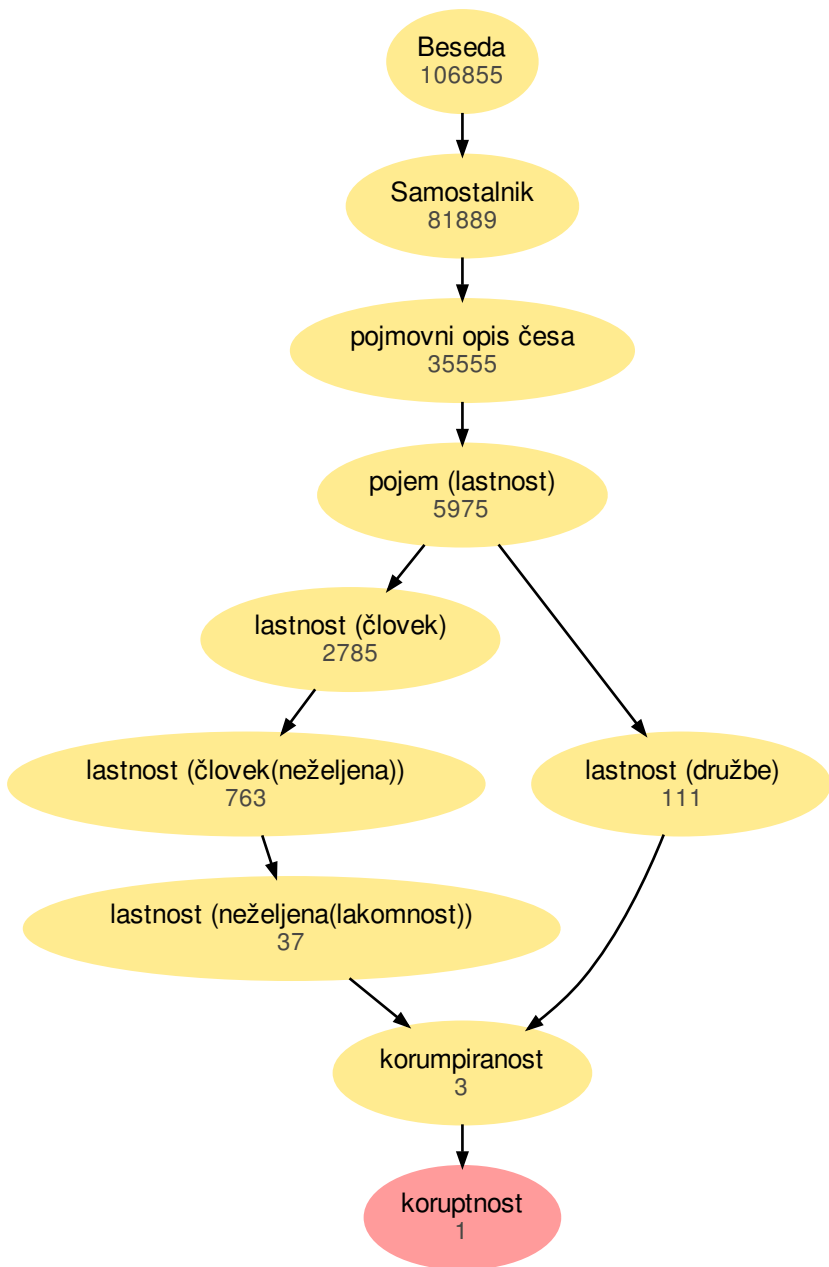 Beseda
106855
Samostalnik
81889
pojmovni opis česa
35555
pojem (lastnost)
5975
lastnost (človek)
2785
lastnost (človek(neželjena))
763
lastnost (družbe)
111
lastnost (neželjena(lakomnost))
37
korumpiranost
3
koruptnost
1